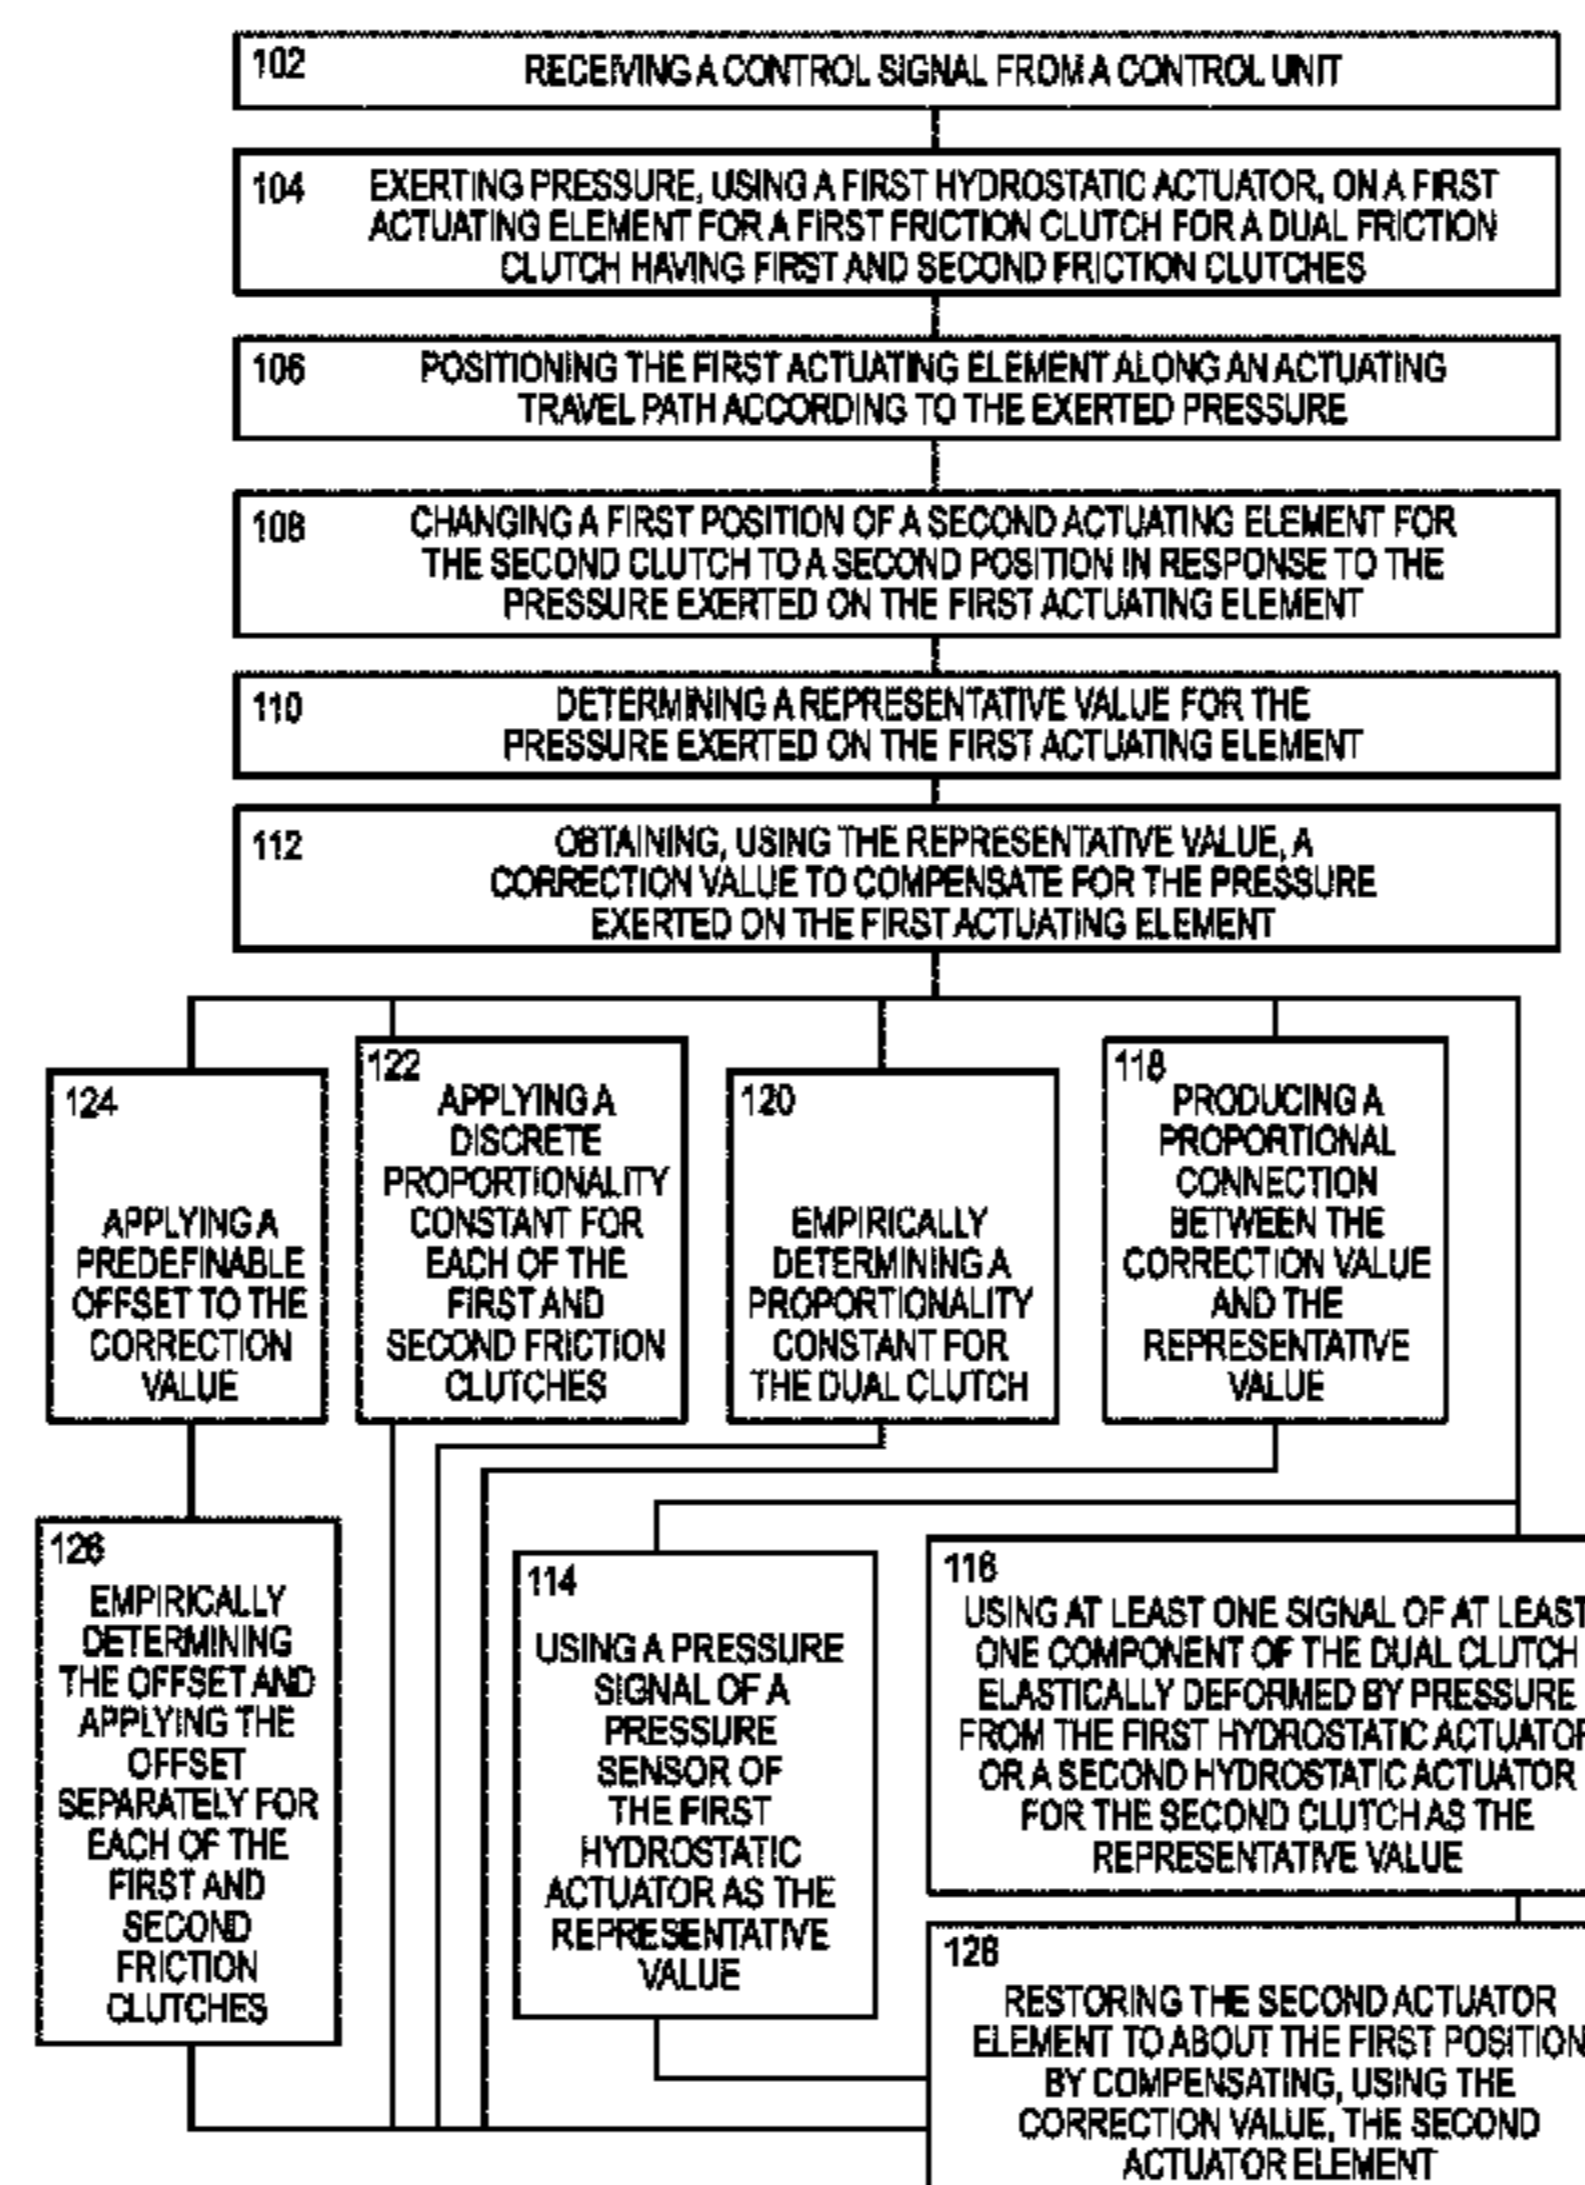 102
RECEIVING A CONTROL SIGNAL FROM A CONTROL UNIT
104
EXERTING PRESSURE, USING A FIRST HYDROSTATIC ACTUATOR, ON A FIRST
ACTUATING ELEMENT FOR A FIRST FRICTION CLUTCH FOR A DUAL FRICTION
CLUTCH HAVING FIRST AND SECOND FRICTION CLUTCHES
106
POSITIONING THE FIRST ACTUATING ELEMENT ALONG AN ACTUATING
TRAVEL PATH ACCORDING TO THE EXERTED PRESSURE
108
CHANGING A FIRST POSITION OF A SECOND ACTUATING ELEMENT FOR
THE SECOND CLUTCH TO A SECOND POSITION IN RESPONSE TO THE
PRESSURE EXERTED ON THE FIRST ACTUATING ELEMENT
110
DETERMINING A REPRESENTATIVE VALUE FOR THE
PRESSURE EXERTED ON THE FIRST ACTUATING ELEMENT
112
OBTAINING, USING THE REPRESENTATIVE VALUE, A
CORRECTION VALUE TO COMPENSATE FOR THE PRESSURE
EXERTED ON THE FIRST ACTUATING ELEMENT
124
APPLYING A
PREDEFINABLE
OFFSET TO THE
CORRECTION
VALUE
122
APPLYING A
DISCRETE
PROPORTIONALITY
CONSTANT FOR
EACH OF THE
FIRST AND
SECOND FRICTION
CLUTCHES
120
EMPIRICALLY
DETERMINING A
PROPORTIONALITY
CONSTANT FOR
THE DUAL CLUTCH
118
PRODUCING A
PROPORTIONAL
CONNECTION
BETWEEN THE
CORRECTION VALUE
AND THE
REPRESENTATIVE
VALUE
126
EMPIRICALLY
DETERMINING
THE OFFSET AND
APPLYING THE
OFFSET
SEPARATELY FOR
EACH OF THE
FIRST AND
SECOND
FRICTION
CLUTCHES
114
USING A PRESSURE
SIGNAL OF A
PRESSURE
SENSOR OF
THE FIRST
HYDROSTATIC
ACTUATOR AS THE
REPRESENTATIVE
VALUE
116
USING AT LEAST ONE SIGNAL OF AT LEAST
ONE COMPONENT OF THE DUAL CLUTCH
ELASTICALLY DEFORMED BY PRESSURE
FROM THE FIRST HYDROSTATIC ACTUATOR
OR A SECOND HYDROSTATIC ACTUATOR
FOR THE SECOND CLUTCH AS THE
REPRESENTATIVE VALUE
128
RESTORING THE SECOND ACTUATOR
ELEMENT TO ABOUT THE FIRST POSITION
BY COMPENSATING, USING THE
CORRECTION VALUE, THE SECOND
ACTUATOR ELEMENT